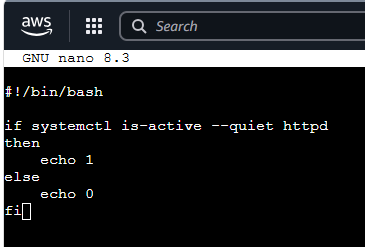 aws
Search
GNU nano 8.3
#!/bin/bash
if systemctl is-active --quiet httpd
then
    echo 1
else
    echo 0
fi